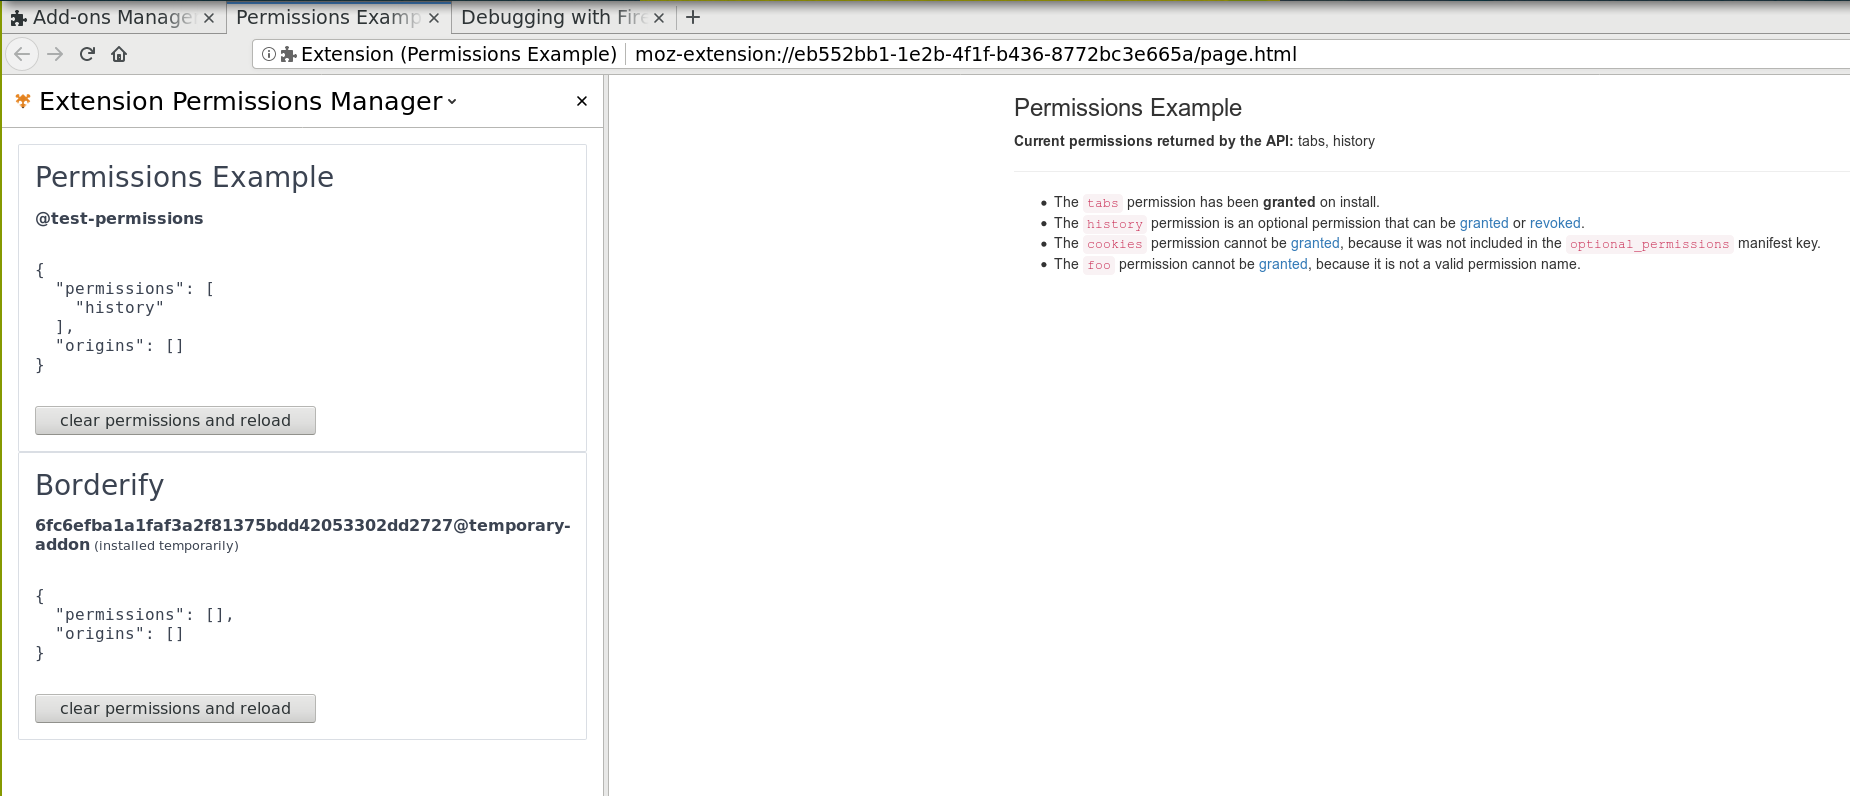 Add-ons Manage
Permissions Examp
Debugging with Fire
Extension (Permissions Example)
moz-extension://eb552bb1-1e2b-4f1f-b436-8772bc3e665a/page.html
Extension Permissions Manager
Permissions Example
@test-permissions
{
"permissions": [
"history"
],
"origins": []
}
clear permissions and reload
Borderify
6fc6efba1a1faf3a2f81375bdd42053302dd2727@temporary-
addon (installed temporarily)
{
"permissions": [],
"origins": []
}
clear permissions and reload
Permissions Example
Current permissions returned by the API: tabs, history
• The tabs permission has been granted on install.
• The history permission is an optional permission that can be granted or revoked.
• The cookies permission cannot be granted, because it was not included in the optional_permissions manifest key.
• The foo permission cannot be granted, because it is not a valid permission name.